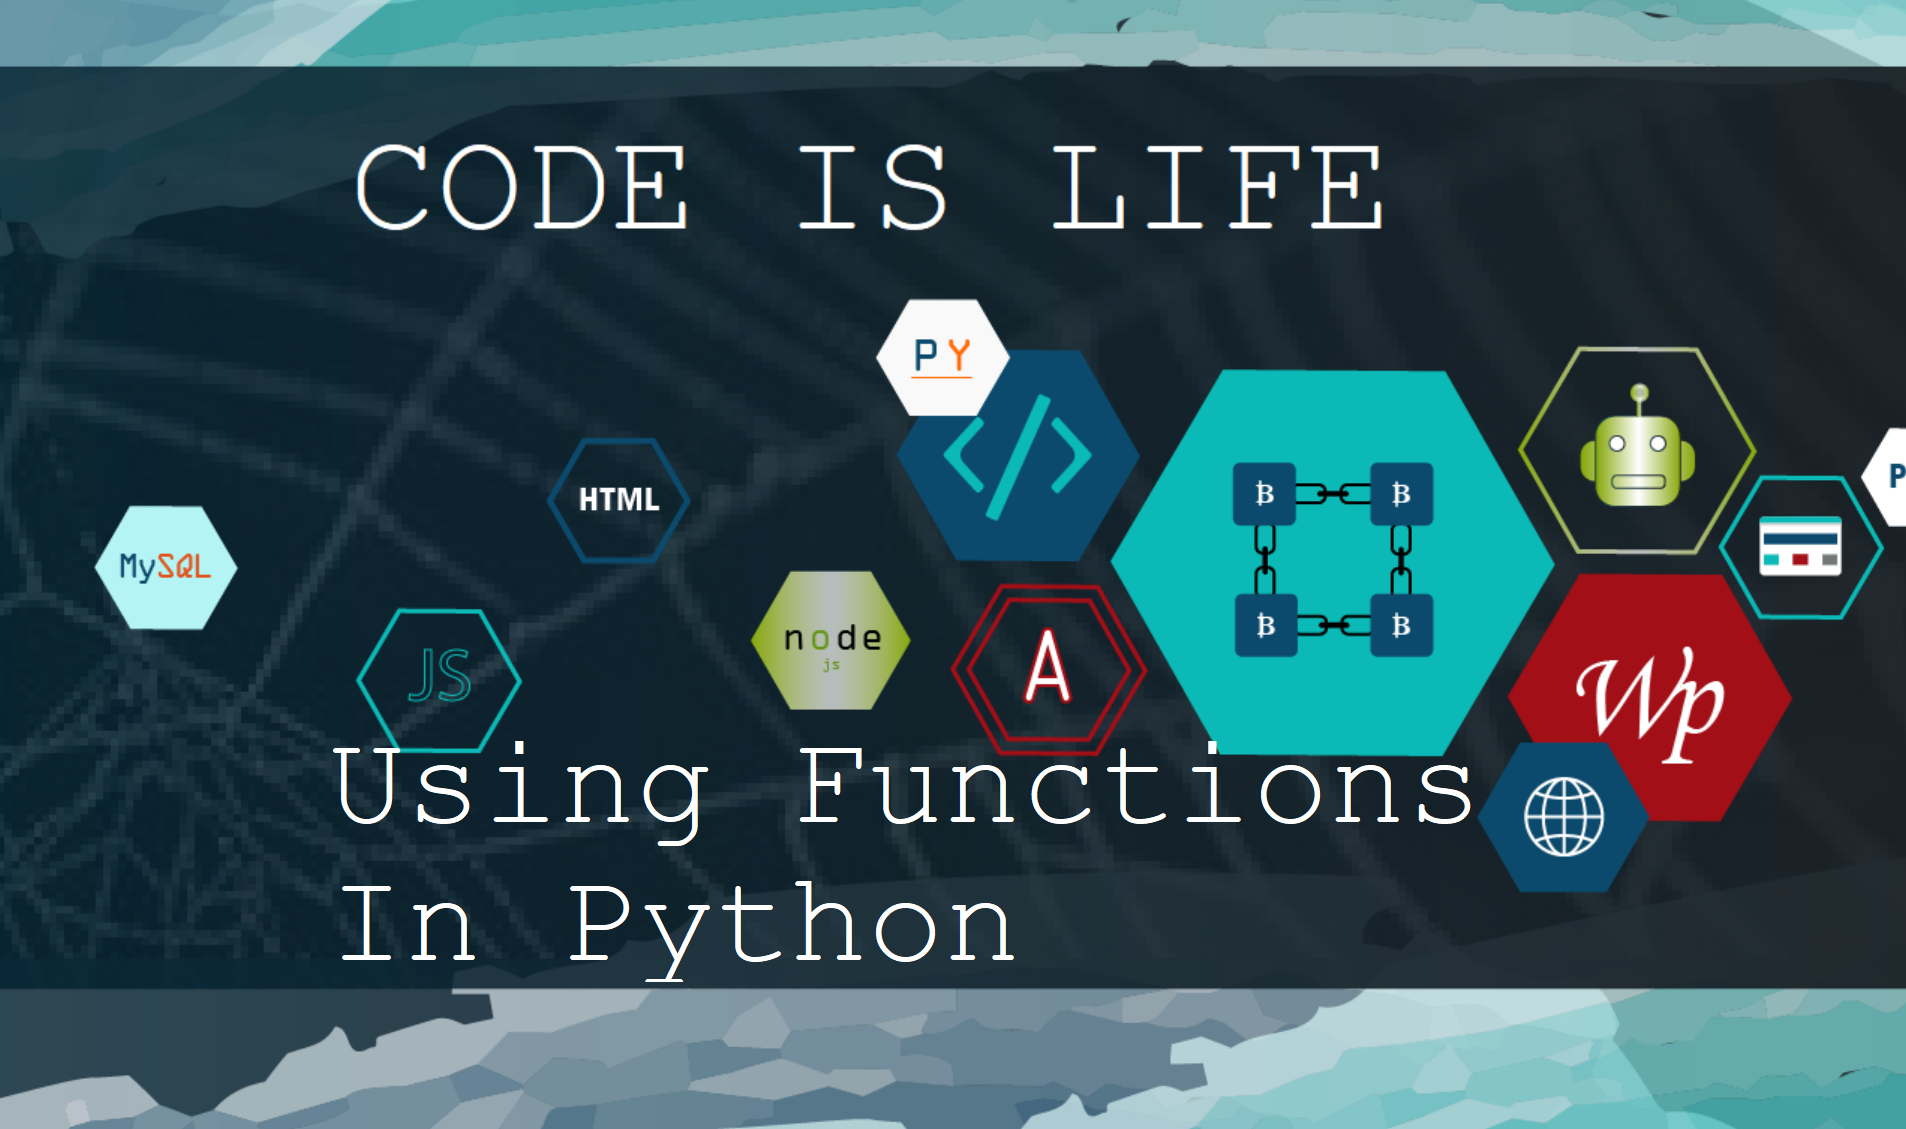 CODE IS LIFE
PY
HTML
MySQL
JS
node
js
A
B B
B B
P
Wp
Using Functions
In Python